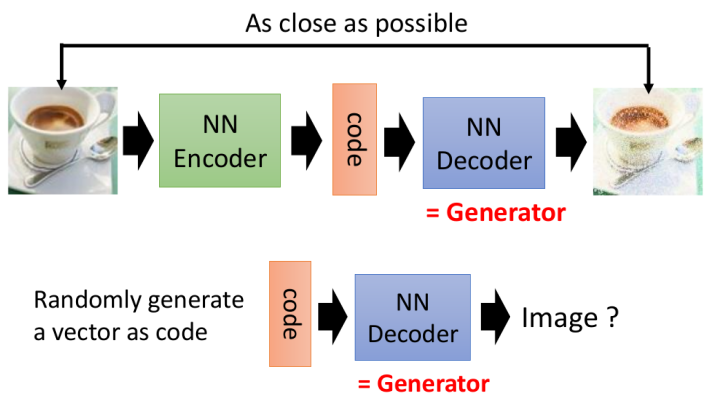 As close as possible
NN
Encoder
code
NN
Decoder
= Generator
Randomly generate
a vector as code
code
NN
Decoder
= Generator
Image ?